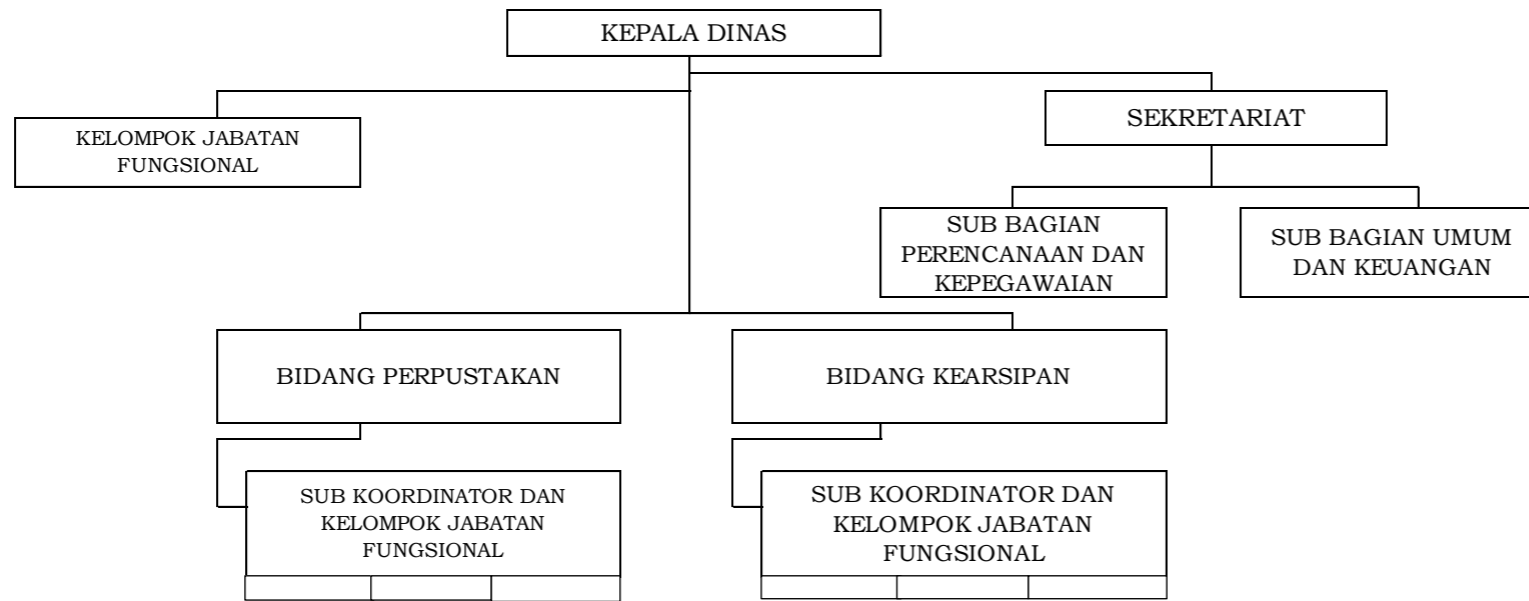 KEPALA DINAS
KELOMPOK JABATAN
FUNGSIONAL
SEKRETARIAT
SUB BAGIAN
PERENCANAAN DAN
KEPEGAWAIAN
SUB BAGIAN UMUM
DAN KEUANGAN
BIDANG PERPUSTAKAN
BIDANG KEARSIPAN
SUB KOORDINATOR DAN
KELOMPOK JABATAN
FUNGSIONAL
SUB KOORDINATOR DAN
KELOMPOK JABATAN
FUNGSIONAL